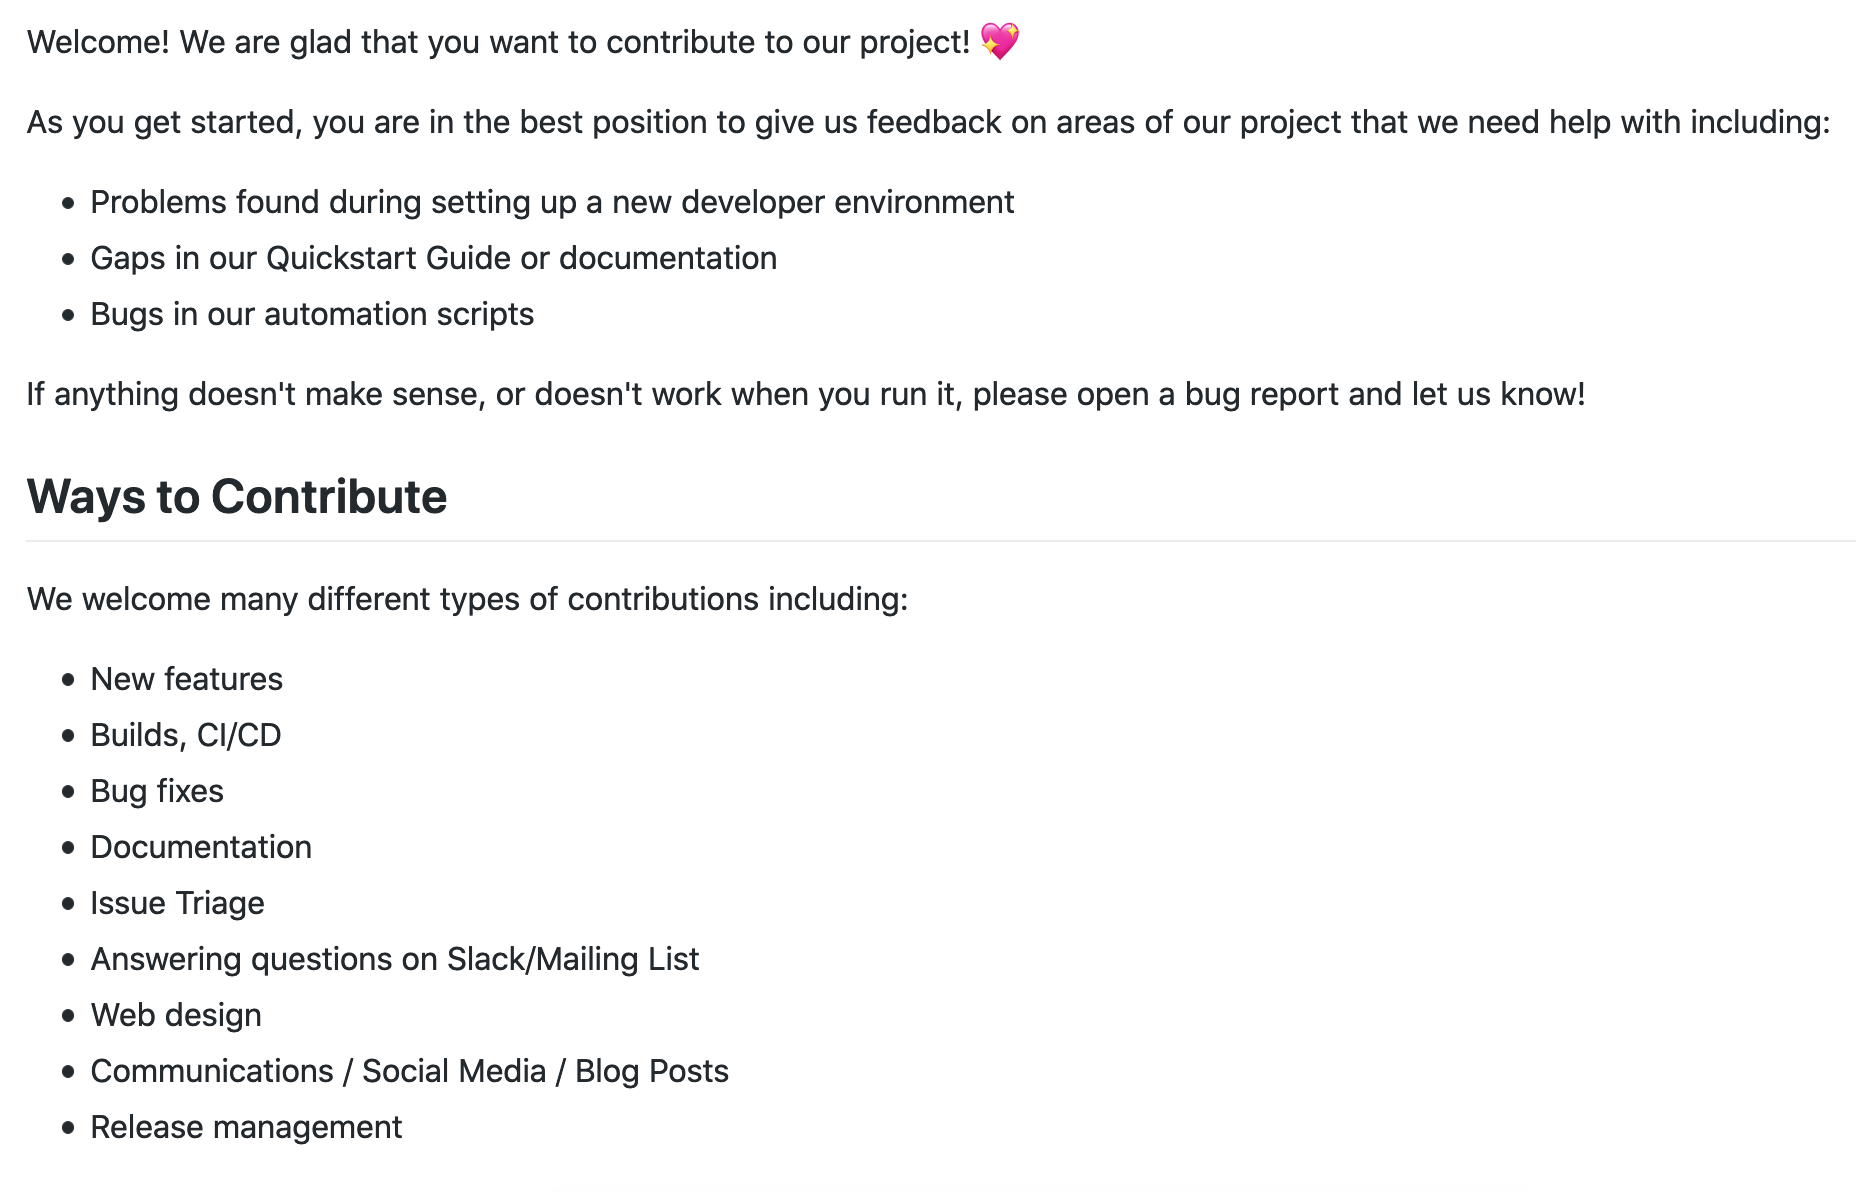 Welcome! We are glad that you want to contribute to our project! 💖
As you get started, you are in the best position to give us feedback on areas of our project that we need help with including:
• Problems found during setting up a new developer environment
• Gaps in our Quickstart Guide or documentation
• Bugs in our automation scripts
If anything doesn't make sense, or doesn't work when you run it, please open a bug report and let us know!
Ways to Contribute
We welcome many different types of contributions including:
• New features
• Builds, CI/CD
• Bug fixes
• Documentation
• Issue Triage
• Answering questions on Slack/Mailing List
• Web design
• Communications / Social Media / Blog Posts
• Release management